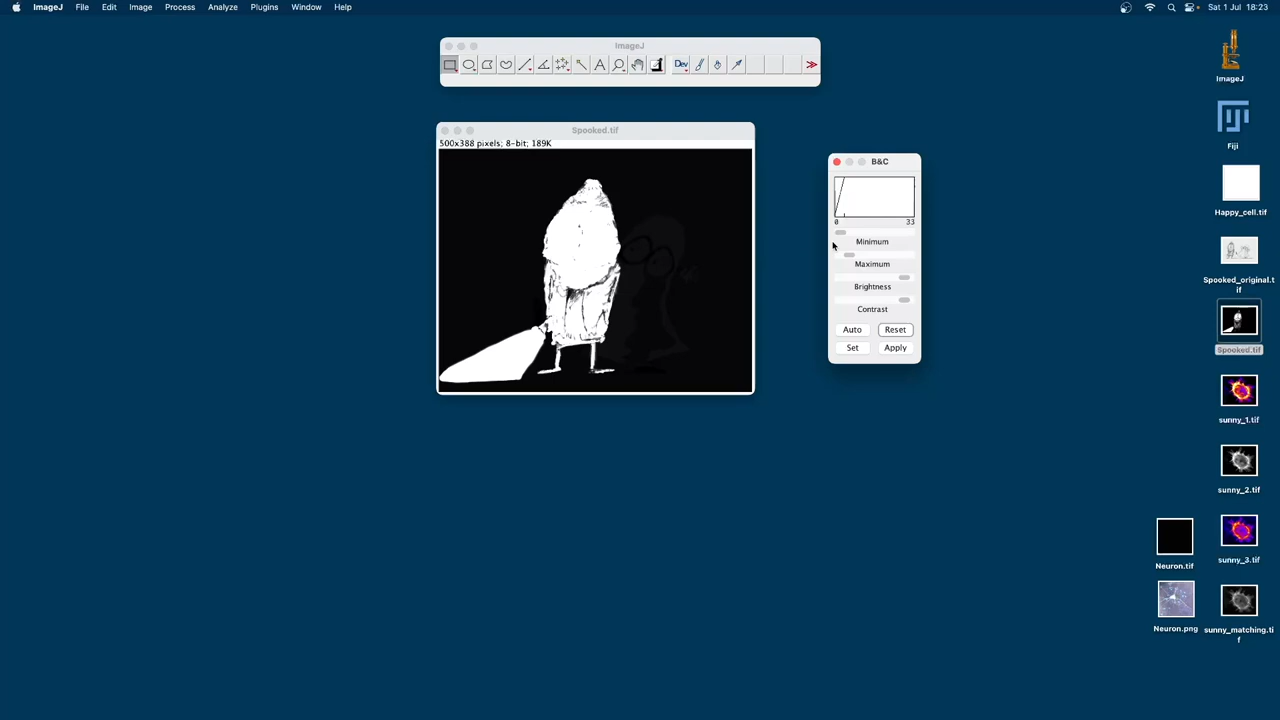 ImageJ File Edit Image Process Analyze Plugins Window Help Sat 1 Jul 18:23
ImageJ
A Dev
Spooked.tif
500x388 pixels; 8-bit; 189K
B&C
0 33
Minimum
Maximum
Brightness
Contrast
Auto Reset
Set Apply
ImageJ
Fiji
Happy_cell.tif
Spooked_original.t
if
Spooked.tif
sunny_1.tif
sunny_2.tif
Neuron.tif
sunny_3.tif
Neuron.png
sunny_matching.ti
f